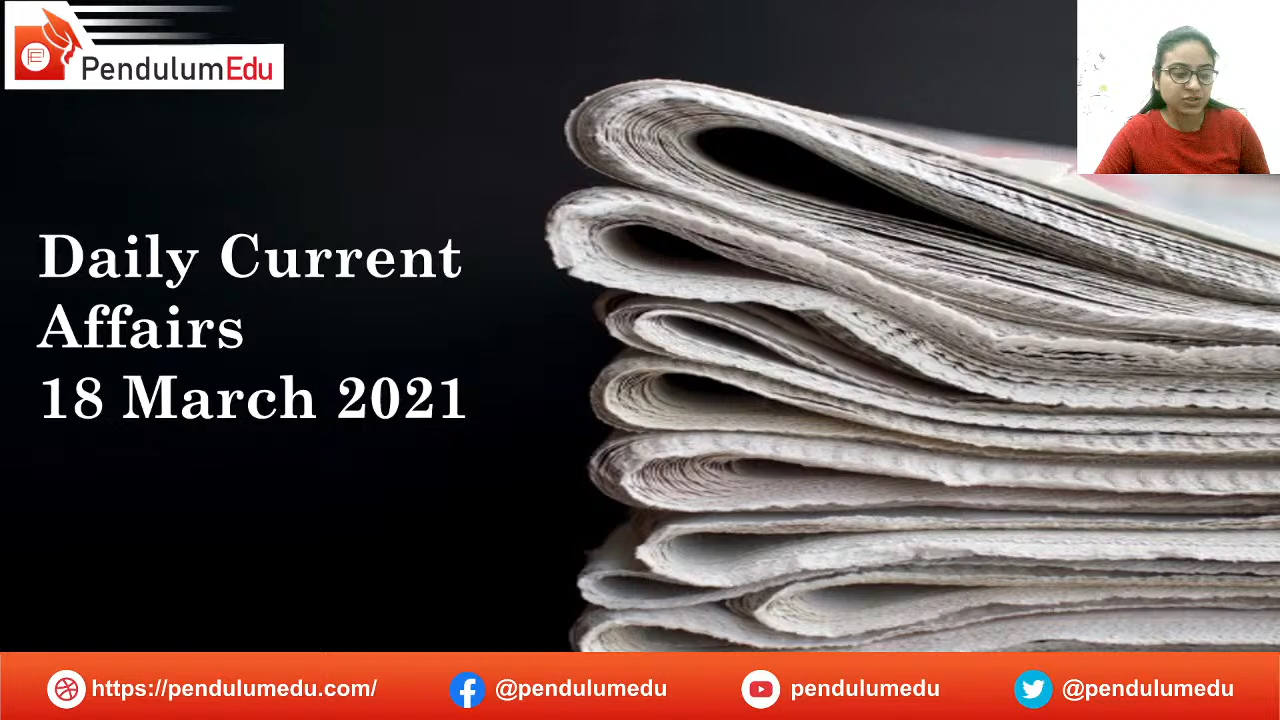 PendulumEdu
Daily Current
Affairs
18 March 2021
https://pendulumedu.com/
@pendulumedu
pendulumedu
@pendulumedu